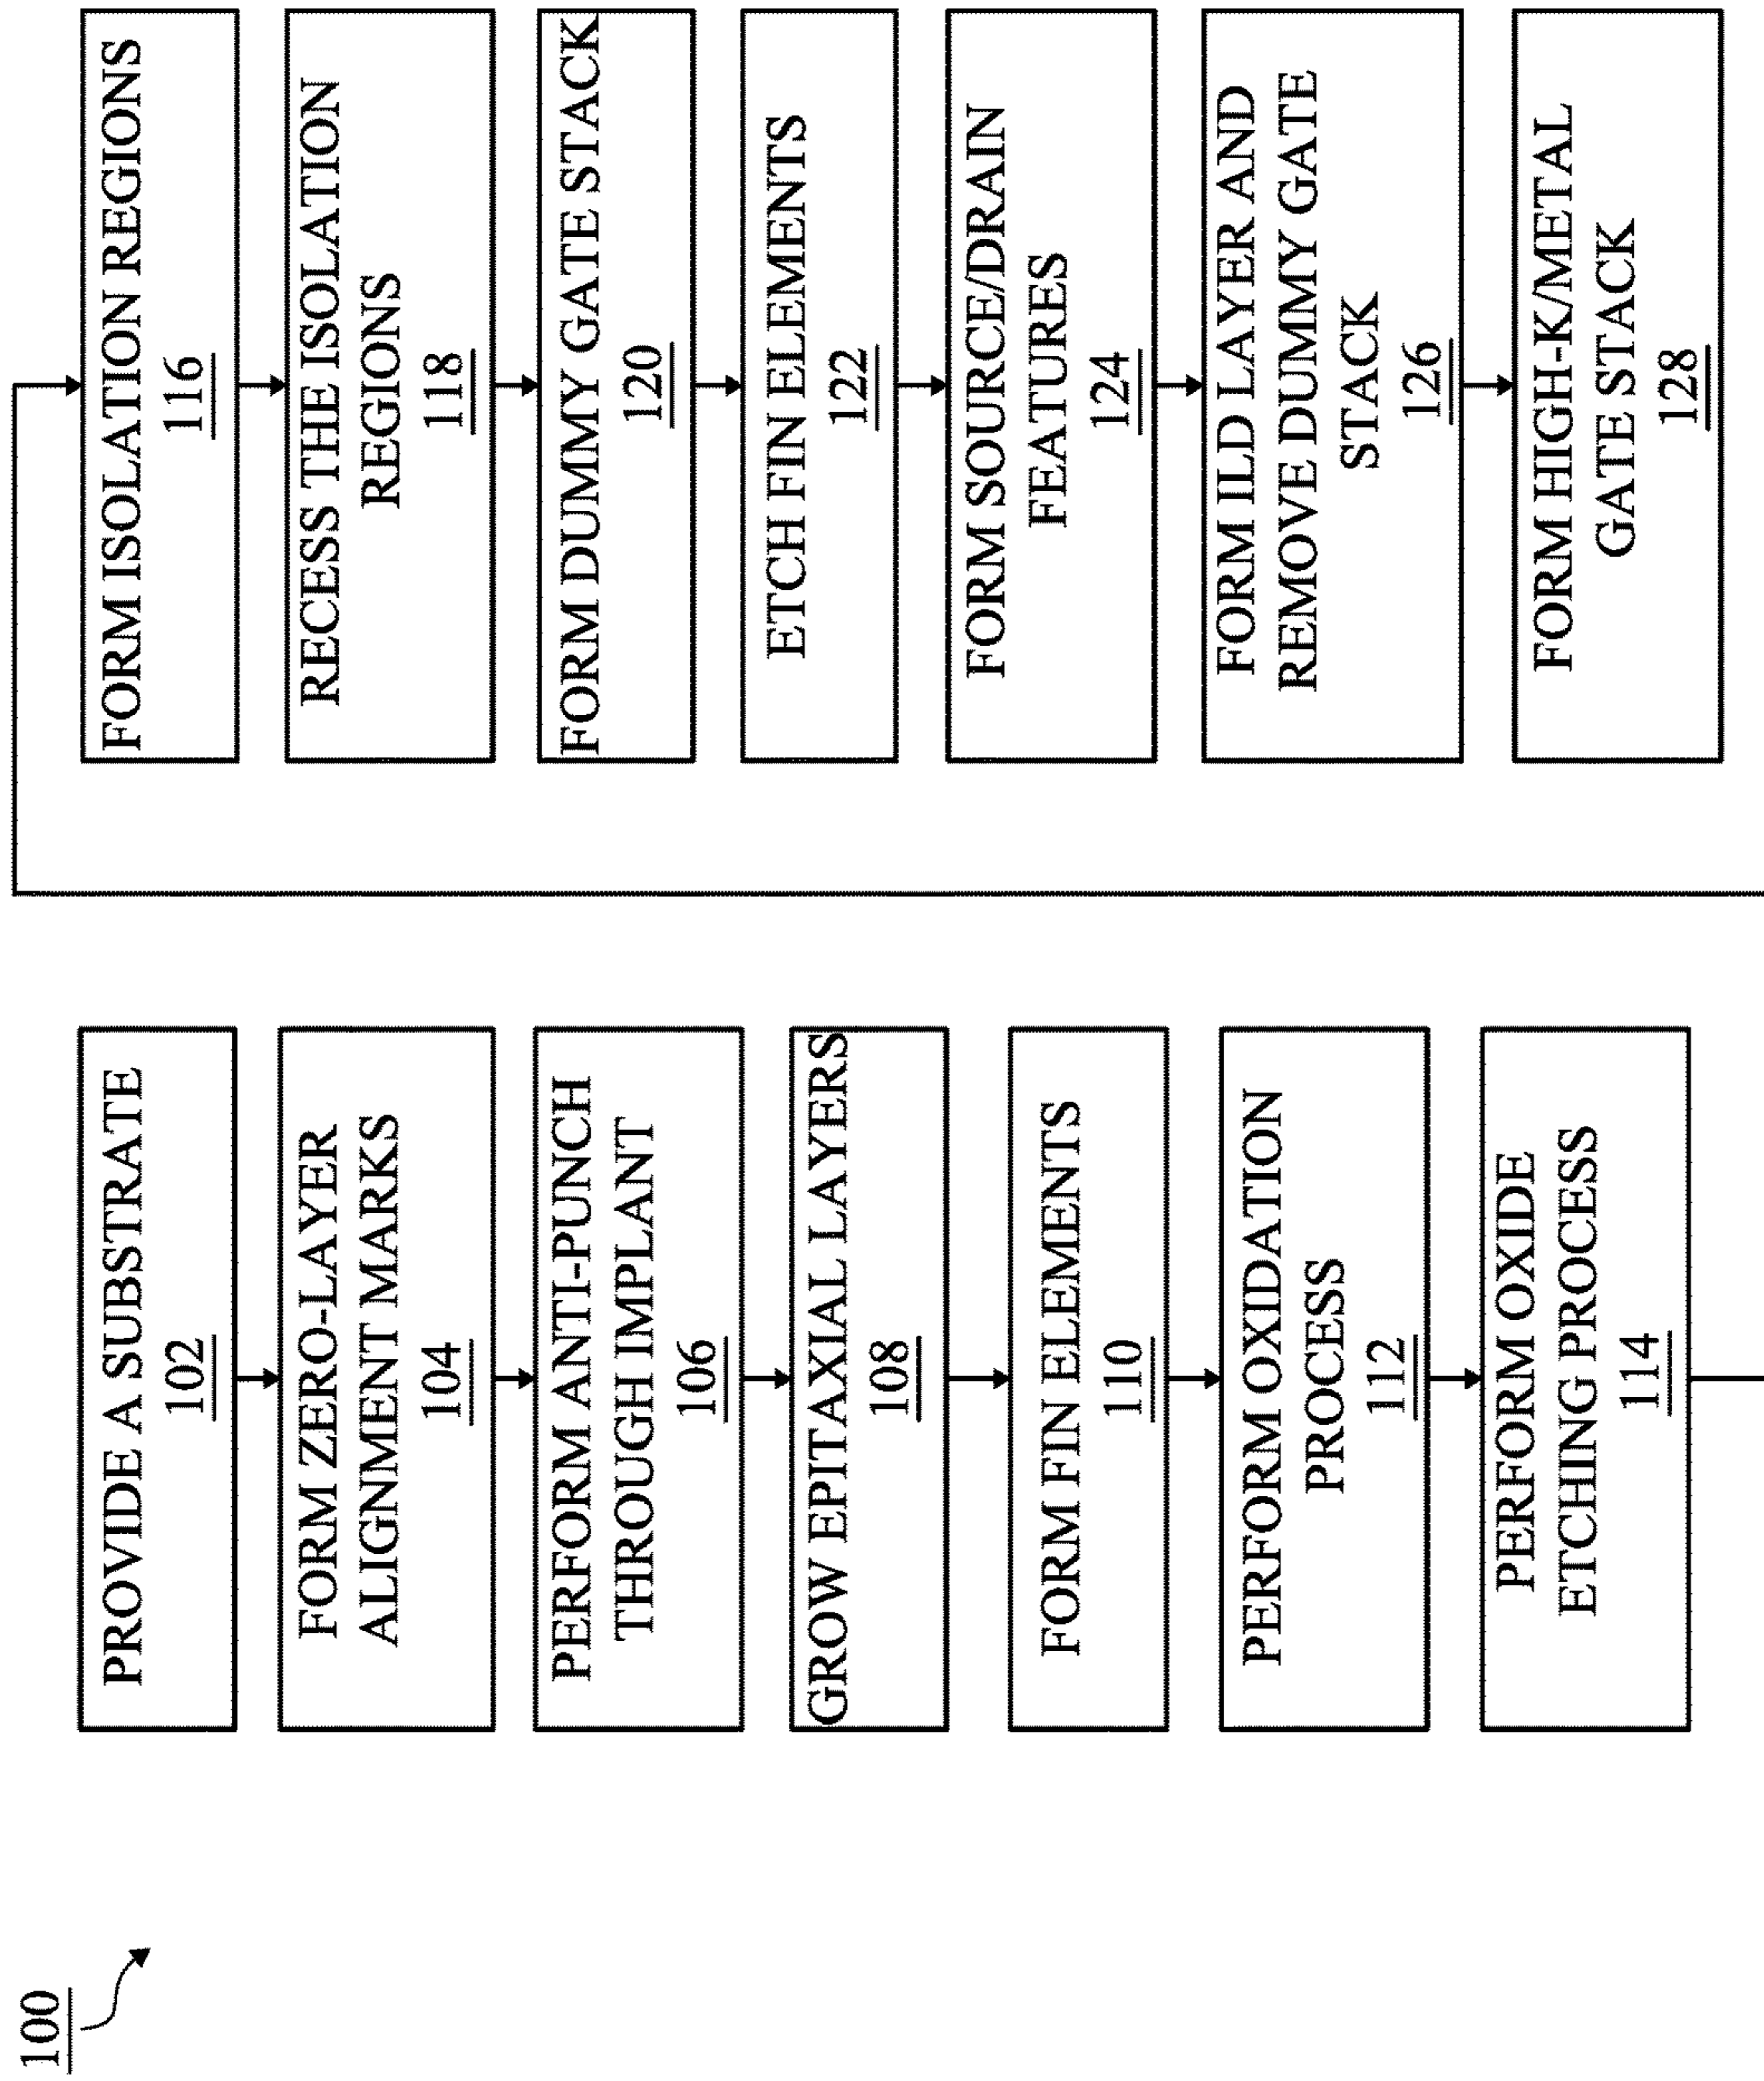 100
PROVIDE A SUBSTRATE
102
FORM ZERO-LAYER
ALIGNMENT MARKS
104
PERFORM ANTI-PUNCH
THROUGH IMPLANT
106
GROW EPITAXIAL LAYERS
108
FORM FIN ELEMENTS
110
PERFORM OXIDATION
PROCESS
112
PERFORM OXIDE
ETCHING PROCESS
114
FORM ISOLATION REGIONS
116
RECESS THE ISOLATION
REGIONS
118
FORM DUMMY GATE STACK
120
ETCH FIN ELEMENTS
122
FORM SOURCE/DRAIN
FEATURES
124
FORM ILD LAYER AND
REMOVE DUMMY GATE
STACK
126
FORM HIGH-K/METAL
GATE STACK
128